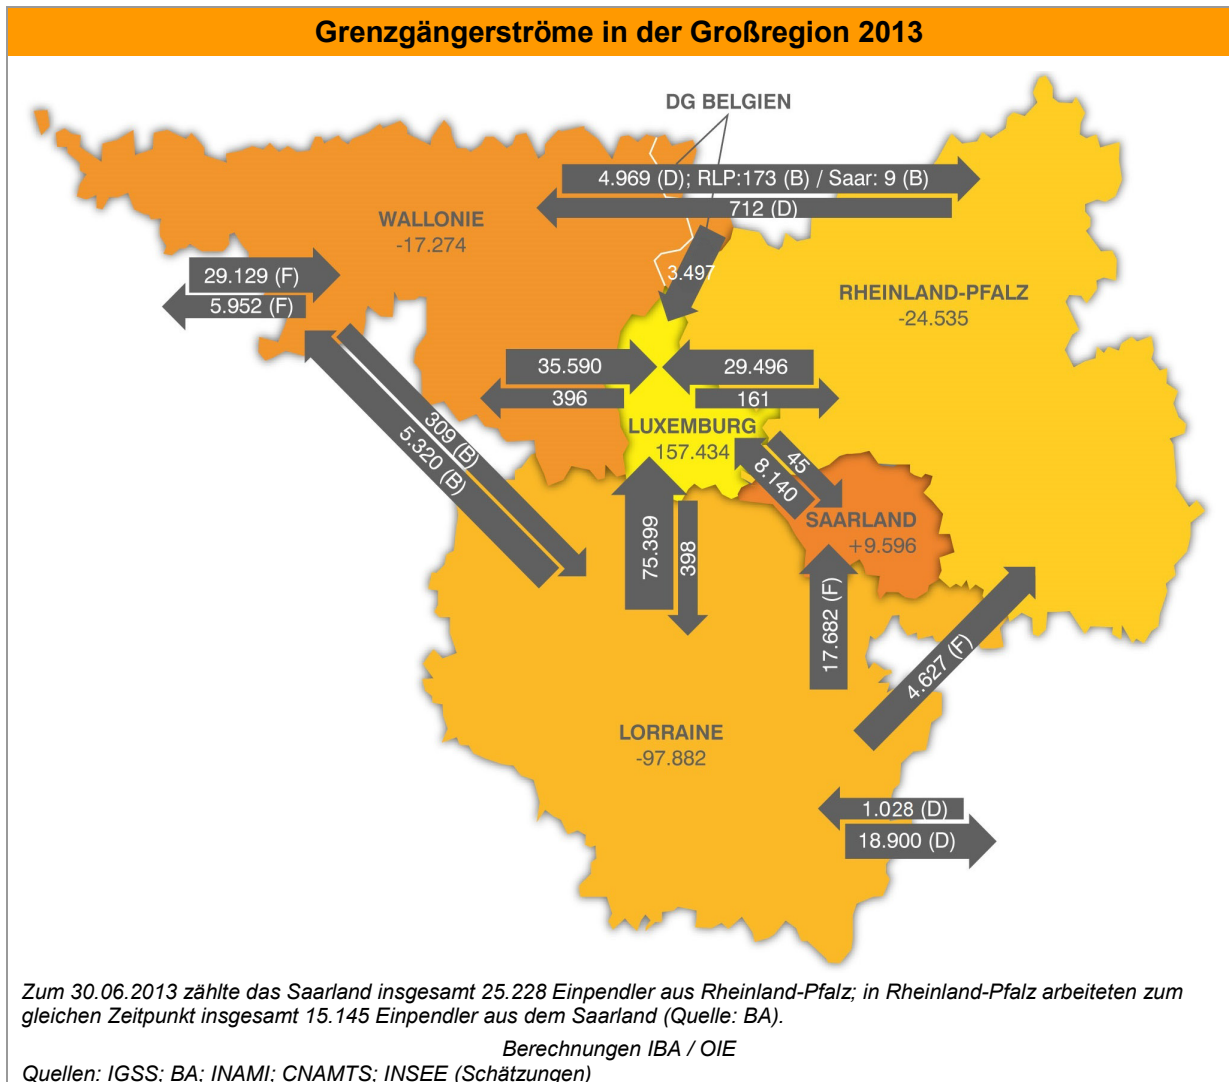 Grenzgängerströme in der Großregion 2013
DG BELGIEN
4.969 (D); RLP:173 (B) / Saar: 9 (B)
712 (D)
WALLONIE
-17.274
3.497
29.129 (F)
5.952 (F)
RHEINLAND-PFALZ
-24.535
35.590
29.496
396
161
309 (B)
5.320 (B)
LUXEMBURG
157.434
45
8.140
75.399
398
SAARLAND
+9.596
17.682 (F)
4.627 (F)
LORRAINE
-97.882
1.028 (D)
18.900 (D)
Zum 30.06.2013 zählte das Saarland insgesamt 25.228 Einpendler aus Rheinland-Pfalz; in Rheinland-Pfalz arbeiteten zum
gleichen Zeitpunkt insgesamt 15.145 Einpendler aus dem Saarland (Quelle: BA).
Berechnungen IBA / OIE
Quellen: IGSS; BA; INAMI; CNAMTS; INSEE (Schätzungen)